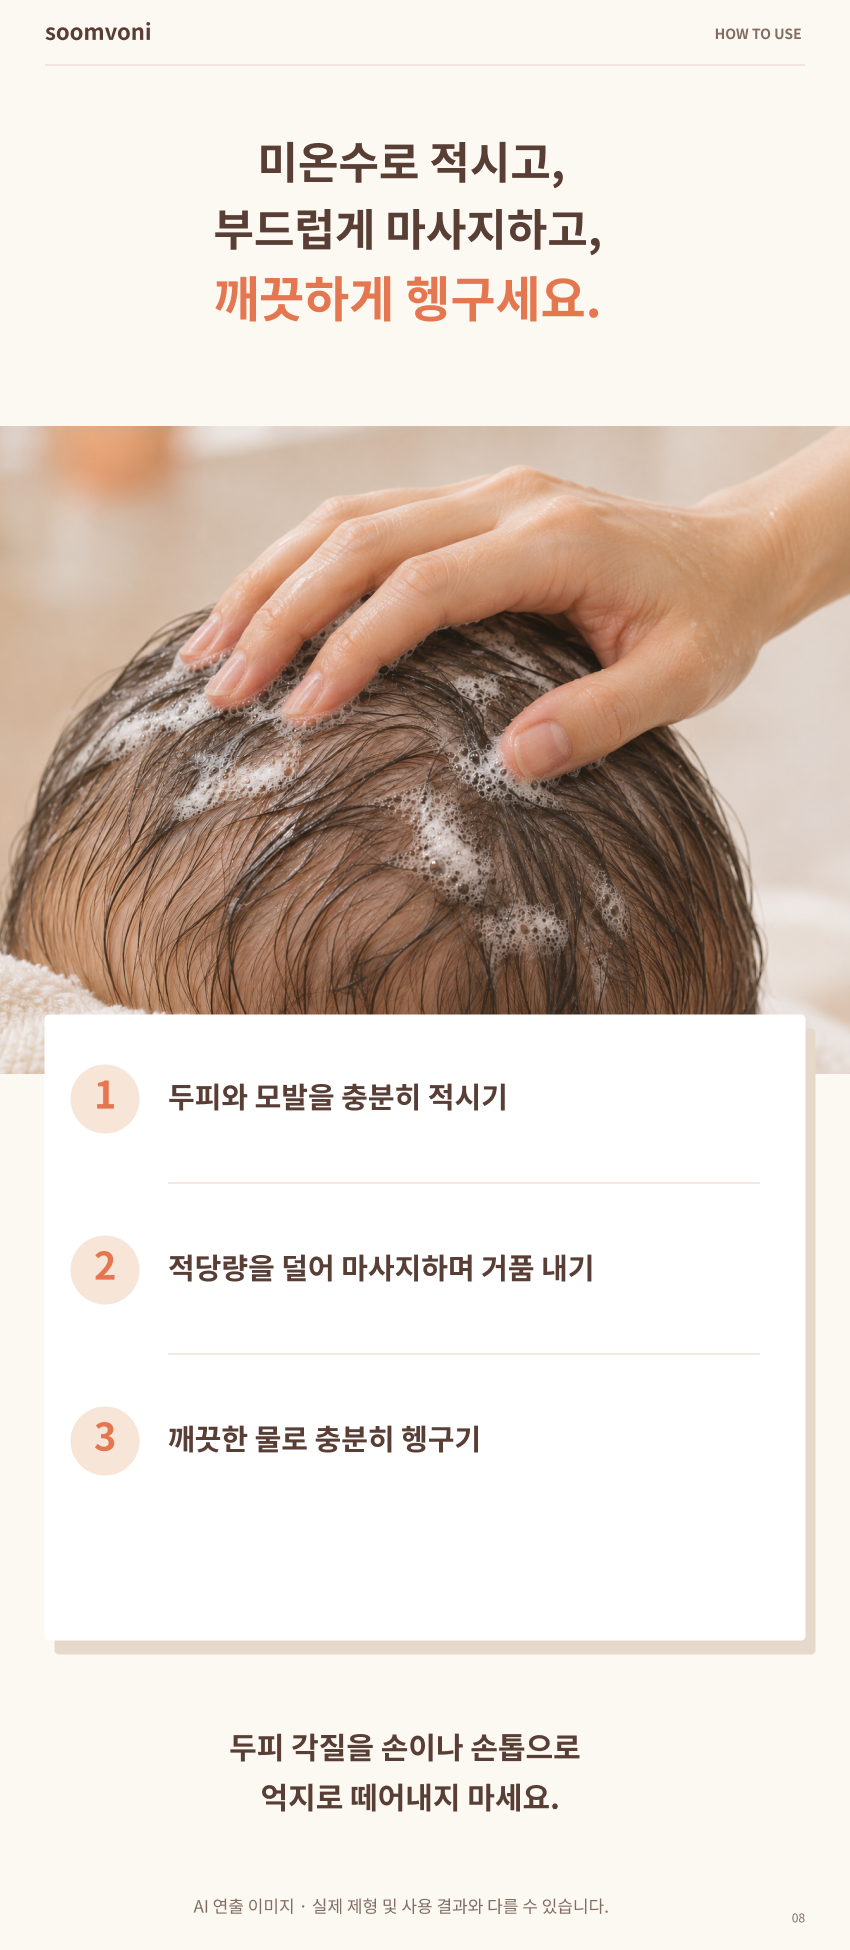 soomvoni
HOW TO USE
미온수로 적시고,
부드럽게 마사지하고,
깨끗하게 헹구세요.
1
두피와 모발을 충분히 적시기
2
적당량을 덜어 마사지하며 거품 내기
3
깨끗한 물로 충분히 헹구기
두피 각질을 손이나 손톱으로
억지로 떼어내지 마세요.
AI 연출 이미지 · 실제 제형 및 사용 결과와 다를 수 있습니다.
08